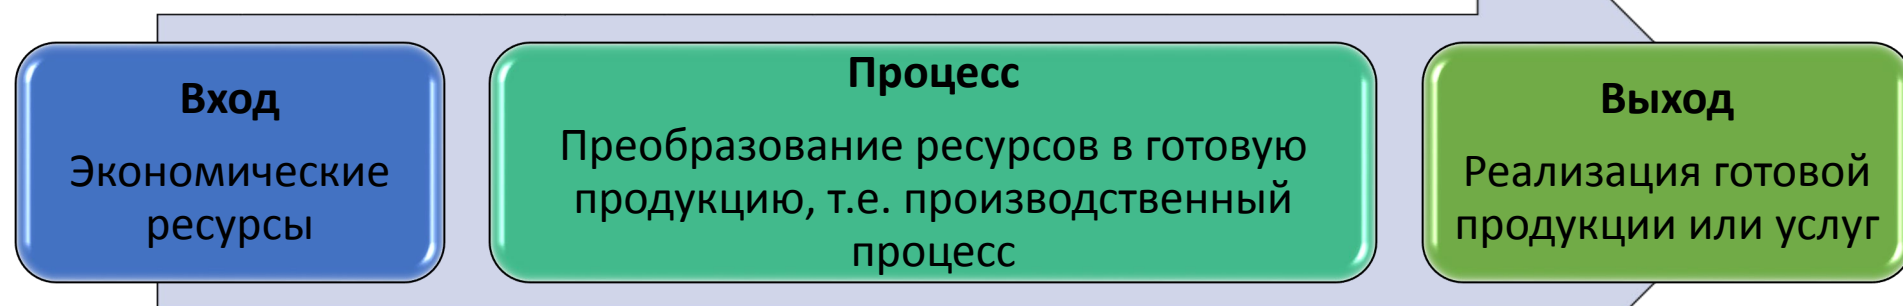 Вход
Экономические
ресурсы
Процесс
Преобразование ресурсов в готовую
продукцию, т.е. производственный
процесс
Выход
Реализация готовой
продукции или услуг